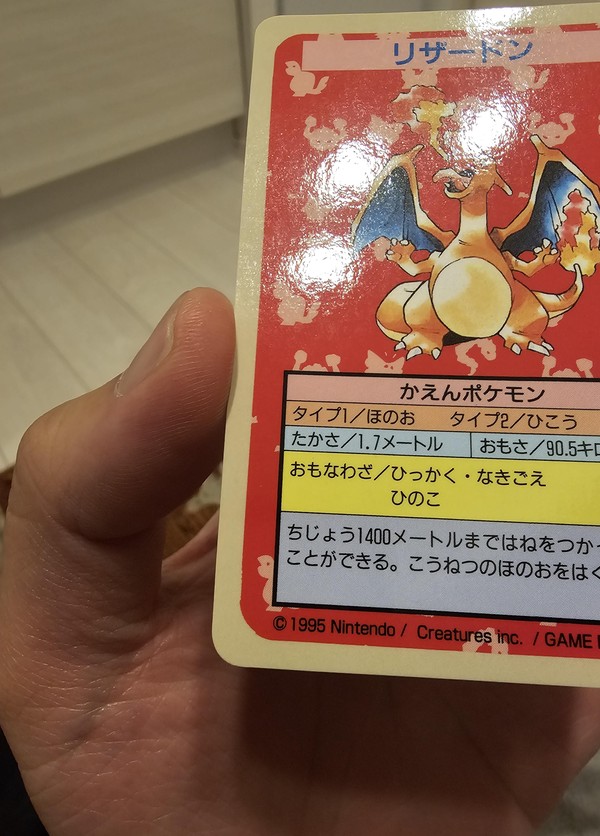 リザードン
かえんポケモン
タイプ1/ほのお タイプ2/ひこう
たかさ/1.7メートル おもさ/90.5キロ
おもなわざ/ひっかく・なきごえ
ひのこ
ちじょう1400メートルまではねをつかっ
ことができる。こうねつのほのおをはく
©1995 Nintendo / Creatures inc. / GAME